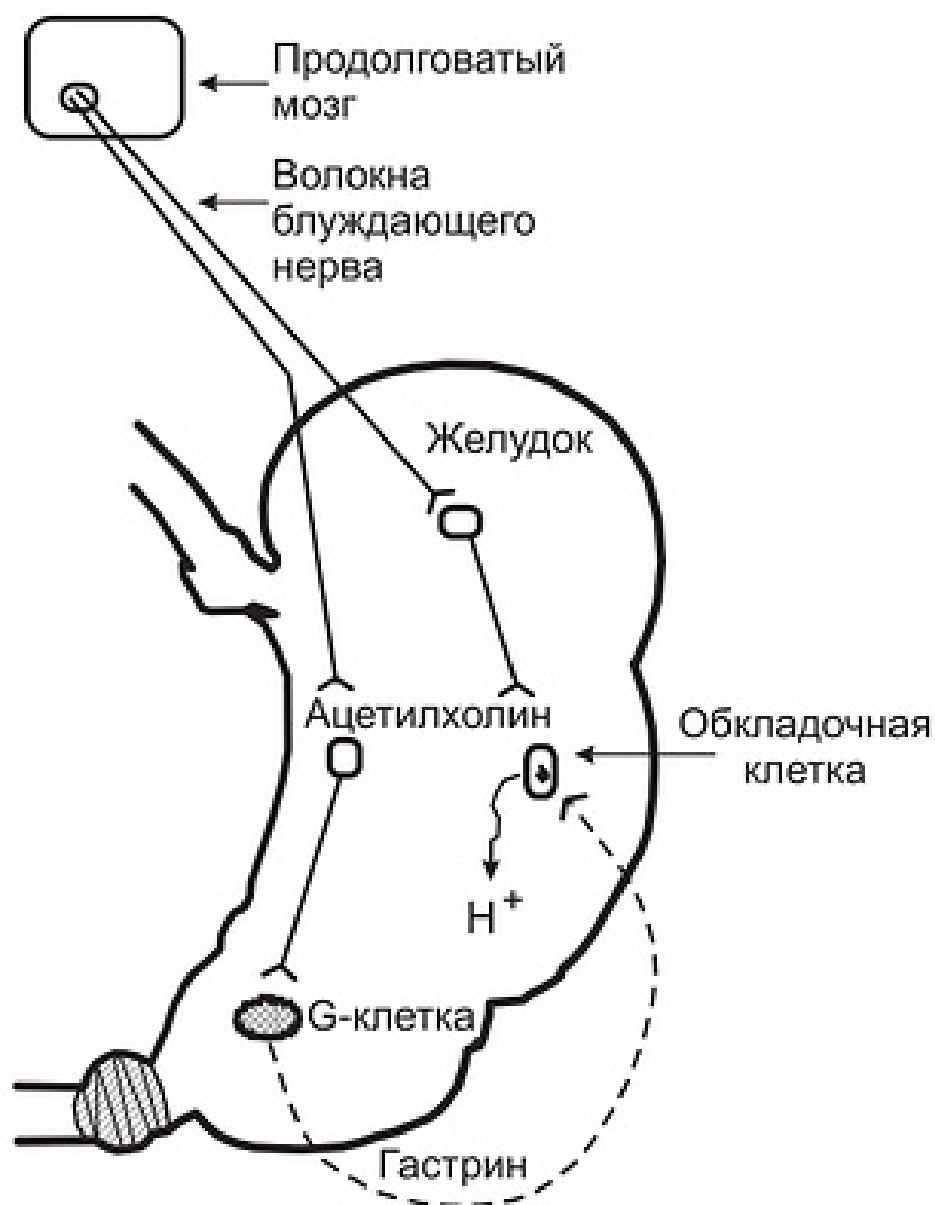 Продолговатый
мозг
Волокна
блуждающего
нерва
Желудок
Ацетилхолин
Обкладочная
клетка
H+
G-клетка
Гастрин